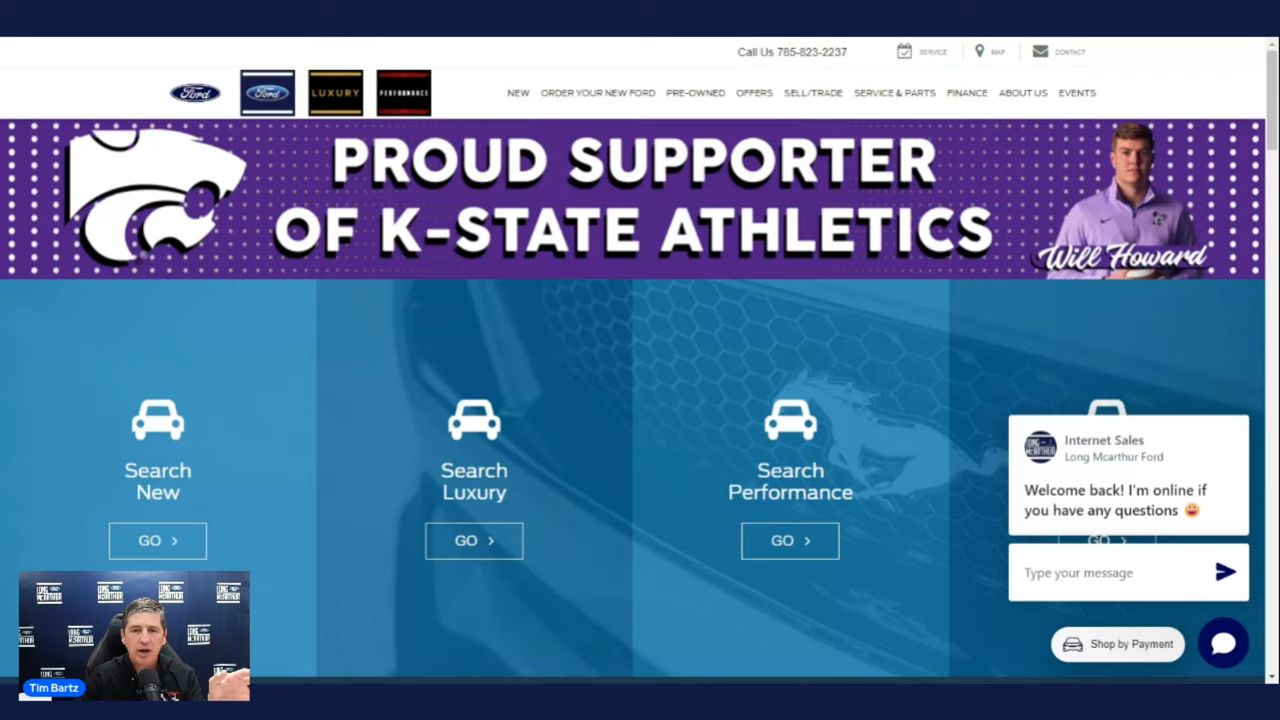 Call Us 785-823-2237
SERVICE
MAP
CONTACT
Ford
Ford
LUXURY
PERFORMANCE
NEW
ORDER YOUR NEW FORD
PRE-OWNED
OFFERS
SELL/TRADE
SERVICE & PARTS
FINANCE
ABOUT US
EVENTS
PROUD SUPPORTER
OF K-STATE ATHLETICS
Will Howard
Search
New
GO
Search
Luxury
GO
Search
Performance
GO
GO
Internet Sales
Long Mcarthur Ford
Welcome back! I'm online if
you have any questions
Type your message
Shop by Payment
LONG
MCARTHUR
Tim Bartz